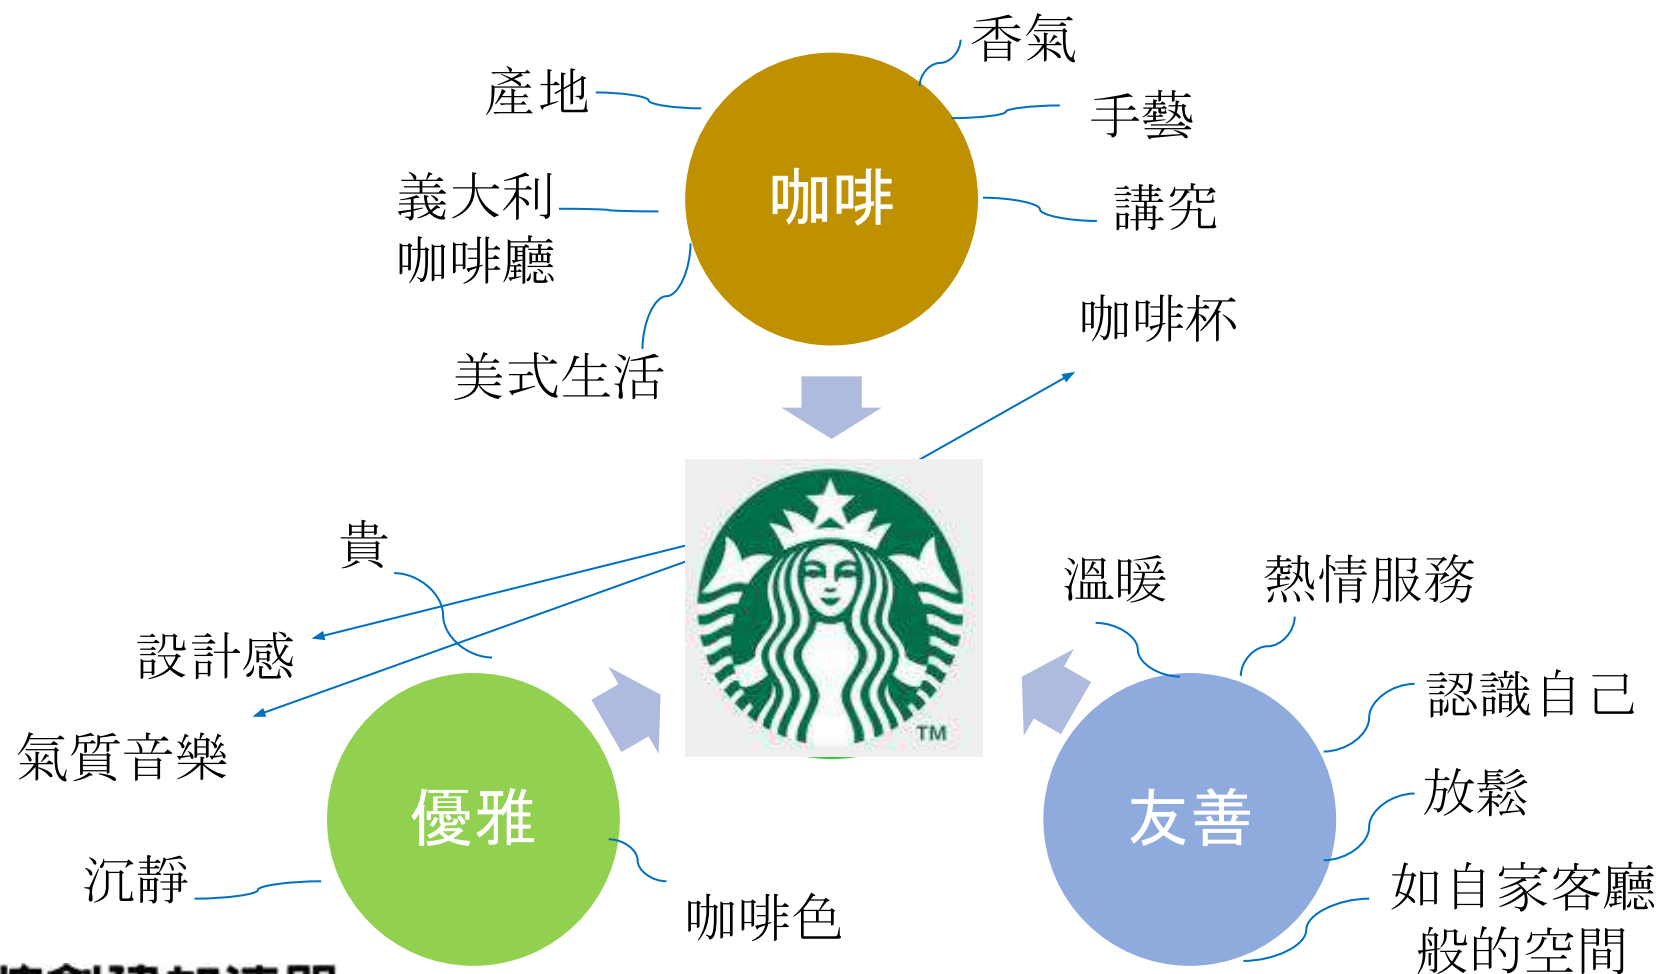 香氣
產地
手藝
義大利
咖啡廳
咖啡
講究
咖啡杯
美式生活
貴
設計感
氣質音樂
溫暖
熱情服務
認識自己
放鬆
TM
優雅
友善
沉靜
咖啡色
如自家客廳
般的空間